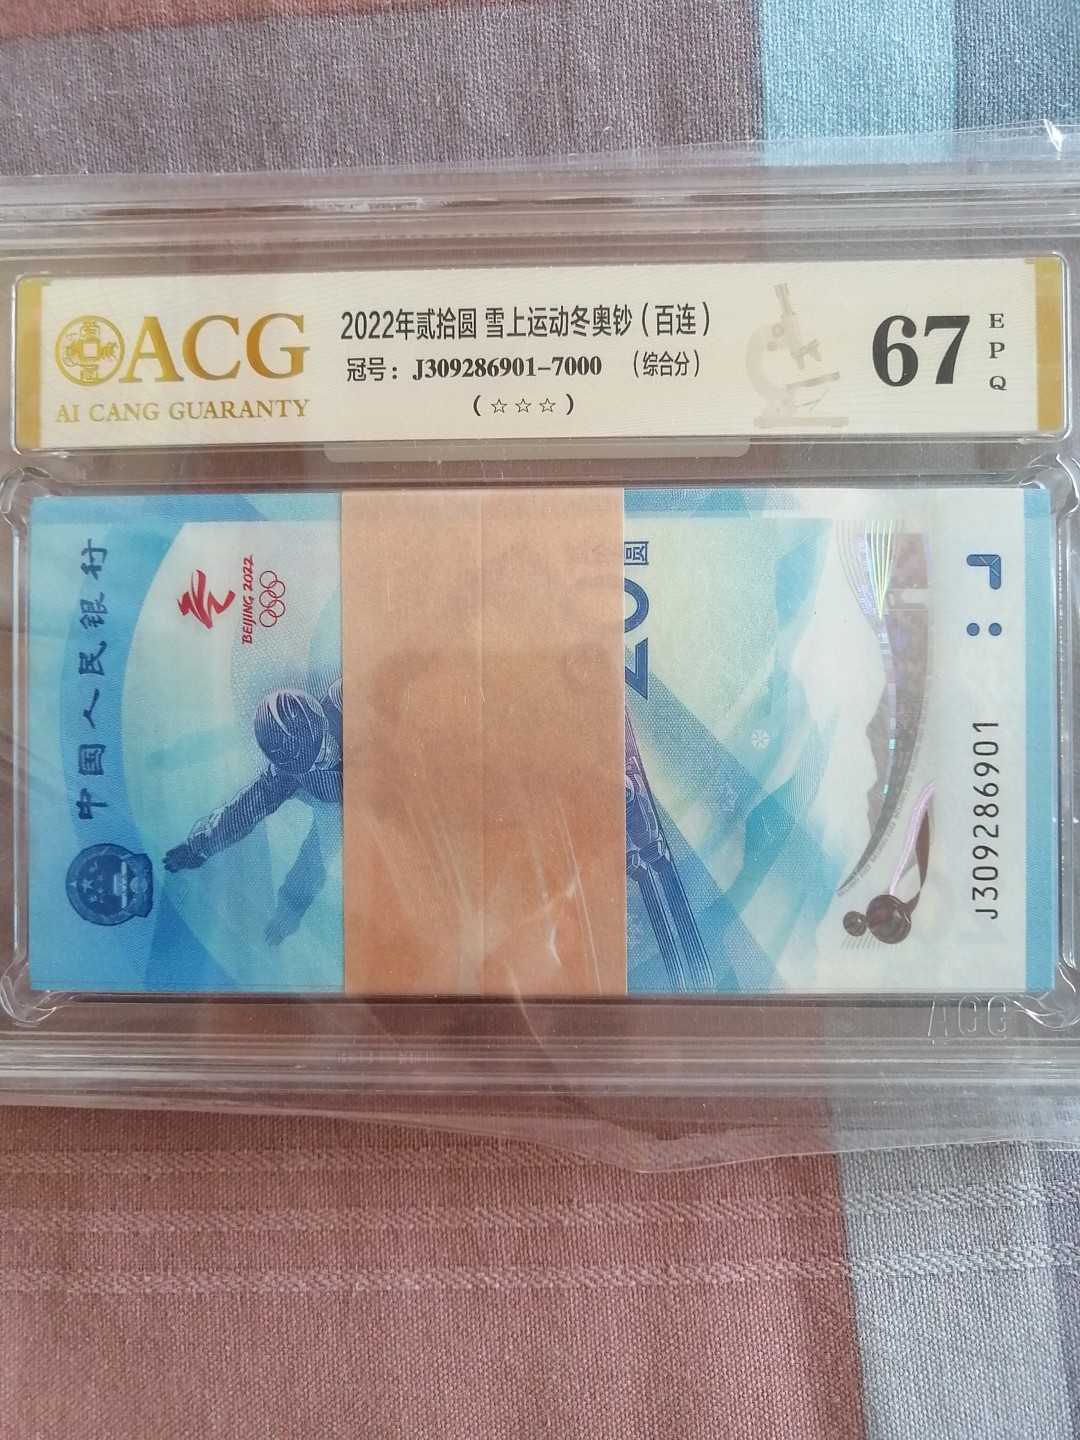 ACG
AI CANG GUARANTY
2022年贰拾圆 雪上运动冬奥钞(百连)
冠号:J309286901-7000 (综合分)
(☆☆☆)
67
EPQ
中国人民银行
BEIJING 2022
20
圆
J309286901
ACG